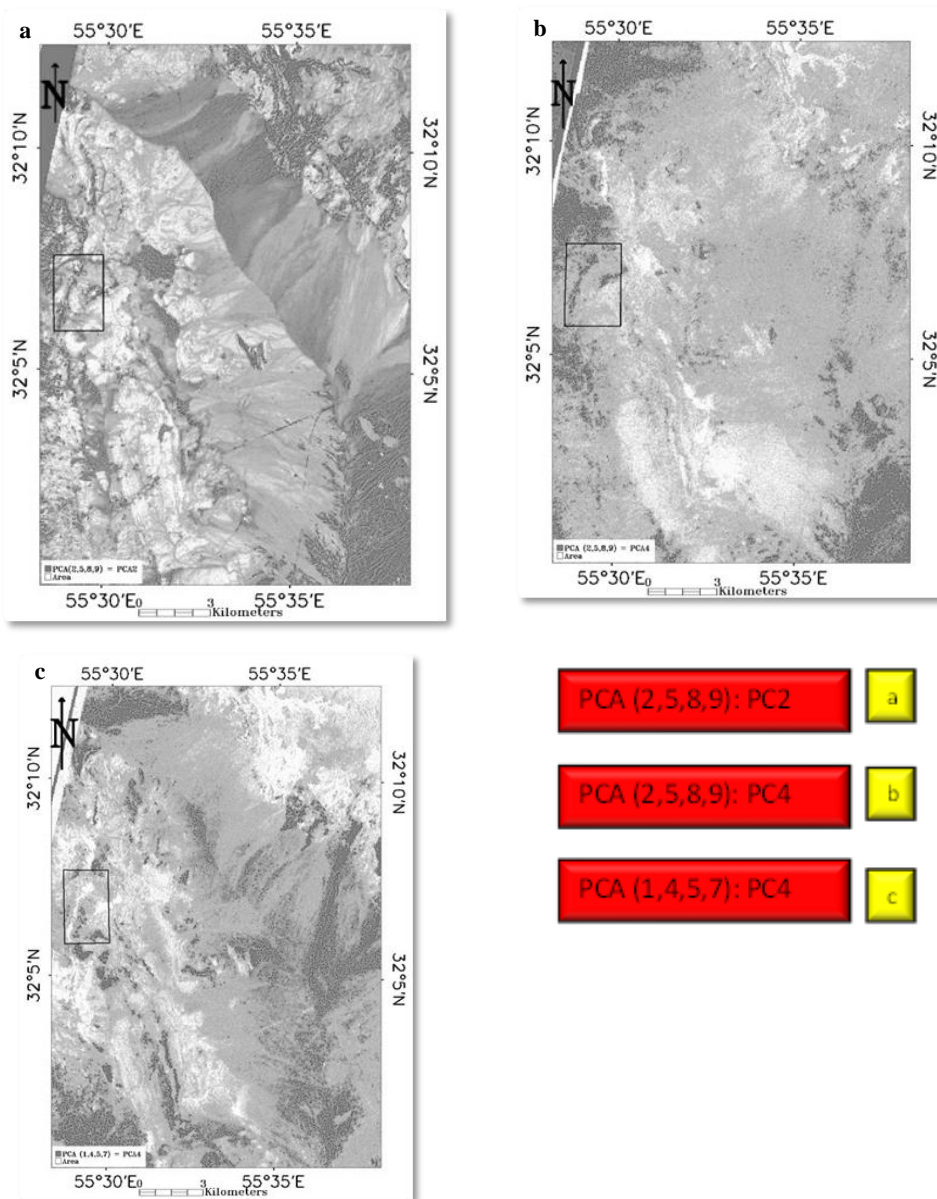 a
55°30'E
55°35'E
N
32°10'N
32°10'N
32°5'N
32°5'N
PCA(2,5,8,9) = PCA2
Area
55°30'E
55°35'E
0 3
Kilometers
b
55°30'E
55°35'E
N
32°10'N
32°10'N
32°5'N
32°5'N
PCA (2,5,8,9) = PCA4
Area
55°30'E
55°35'E
0 3
Kilometers
c
55°30'E
55°35'E
N
32°10'N
32°10'N
32°5'N
32°5'N
PCA (1,4,5,7) = PCA4
Area
55°30'E
55°35'E
0 3
Kilometers
PCA (2,5,8,9): PC2 a
PCA (2,5,8,9): PC4 b
PCA (1,4,5,7): PC4 c